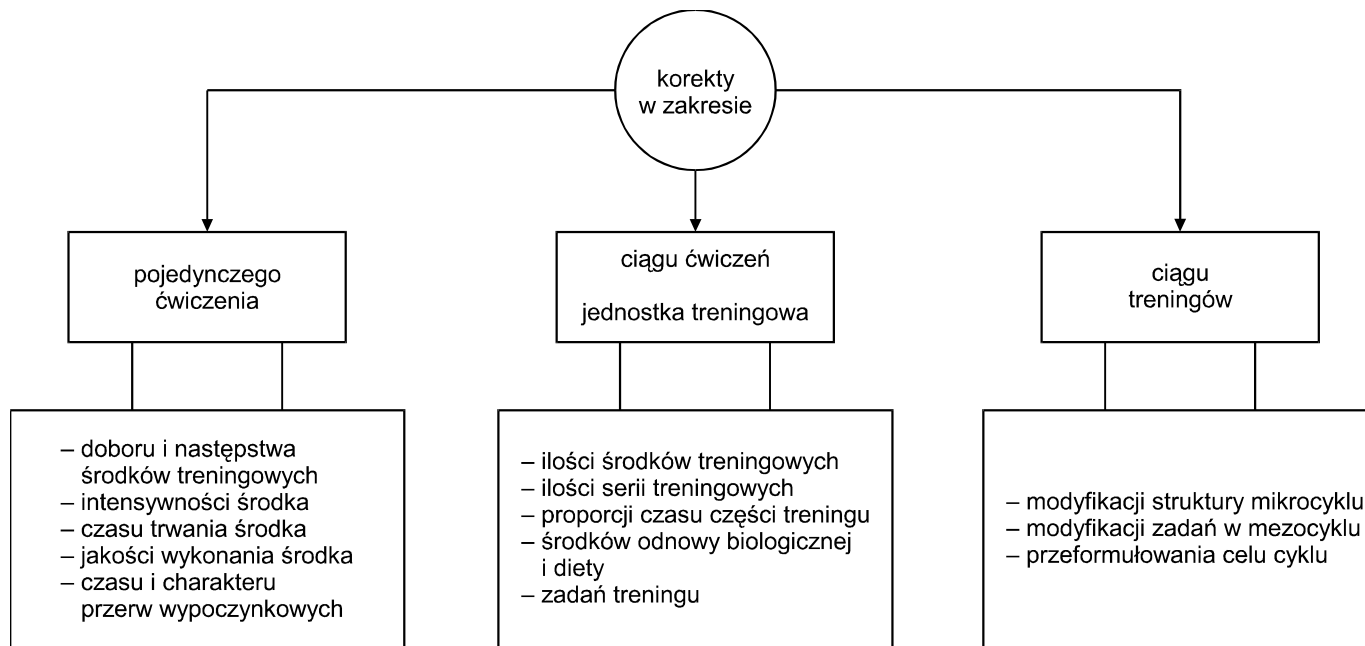 korekty
w zakresie
pojedynczego
ćwiczenia
ciągu ćwiczeń
jednostka treningowa
ciągu
treningów
– doboru i następstwa
środków treningowych
– intensywności środka
– czasu trwania środka
– jakości wykonania środka
– czasu i charakteru
przerw wypoczynkowych
– ilości środków treningowych
– ilości serii treningowych
– proporcji czasu części treningu
– środków odnowy biologicznej
i diety
– zadań treningu
– modyfikacji struktury mikrocyklu
– modyfikacji zadań w mezocyklu
– przeformułowania celu cyklu